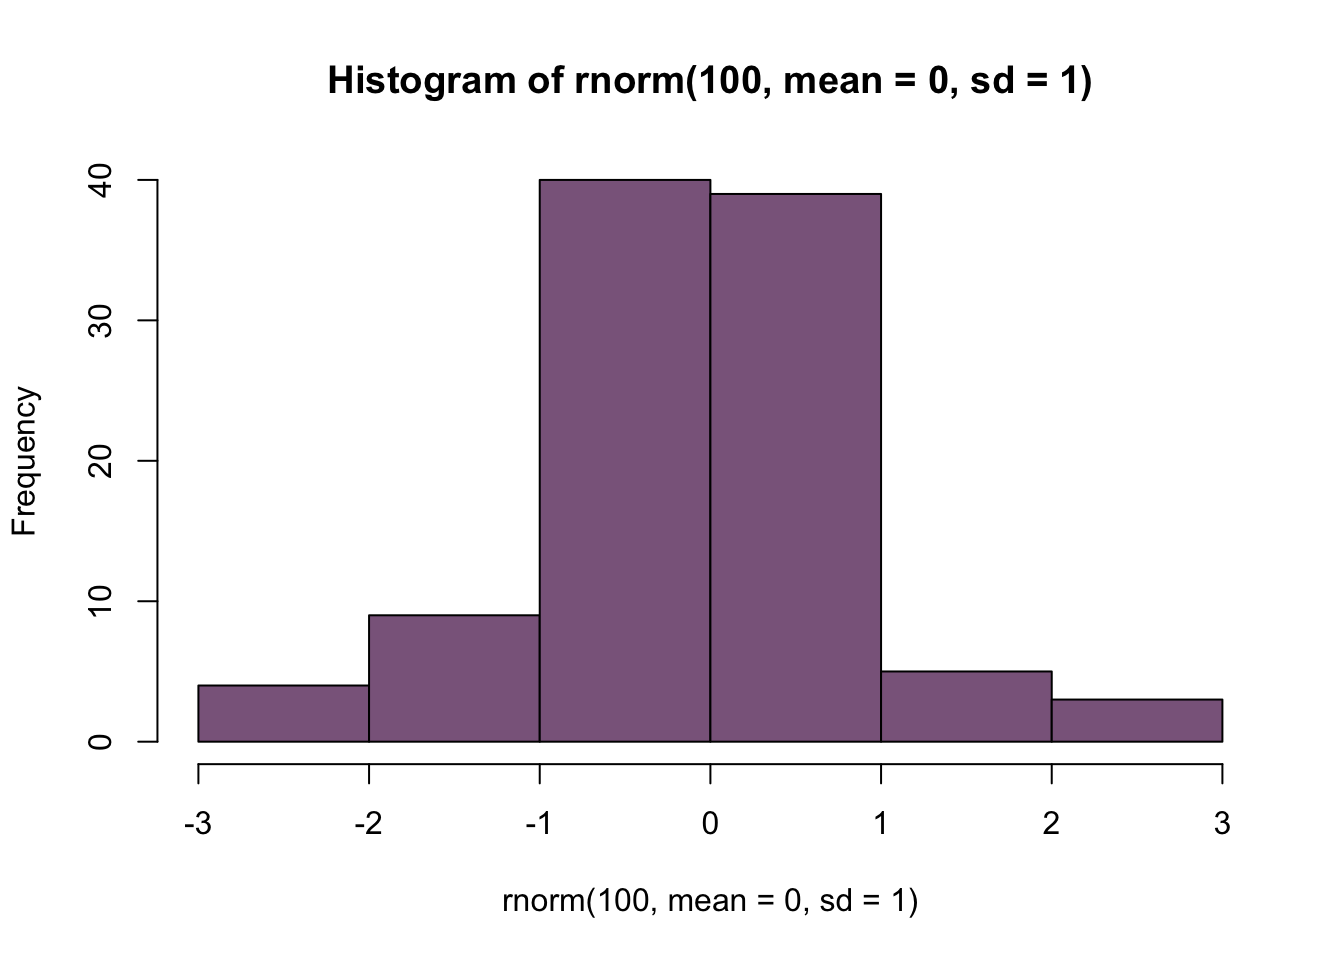 Histogram of rnorm(100, mean = 0, sd = 1)
40
30
20
10
0
Frequency
-3 -2 -1 0 1 2 3
rnorm(100, mean = 0, sd = 1)